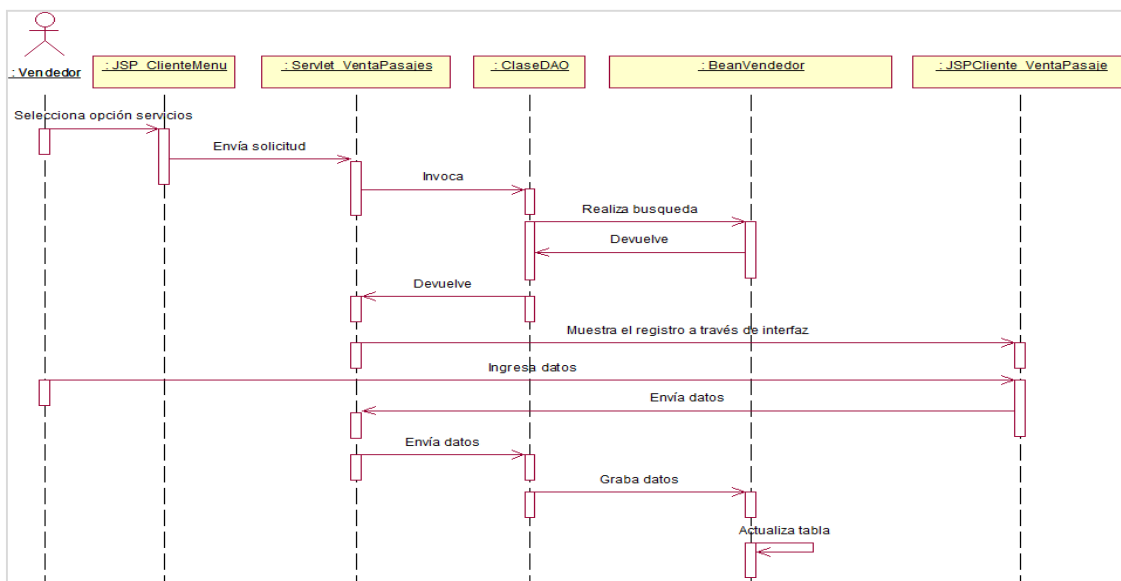 : Vendedor
: JSP_ClienteMenu
: Servlet_VentaPasajes
: ClaseDAO
: BeanVendedor
: JSPCliente_VentaPasaje
Selecciona opción servicios
Envía solicitud
Invoca
Realiza busqueda
Devuelve
Devuelve
Muestra el registro a través de interfaz
Ingresa datos
Envía datos
Envía datos
Graba datos
Actualiza tabla